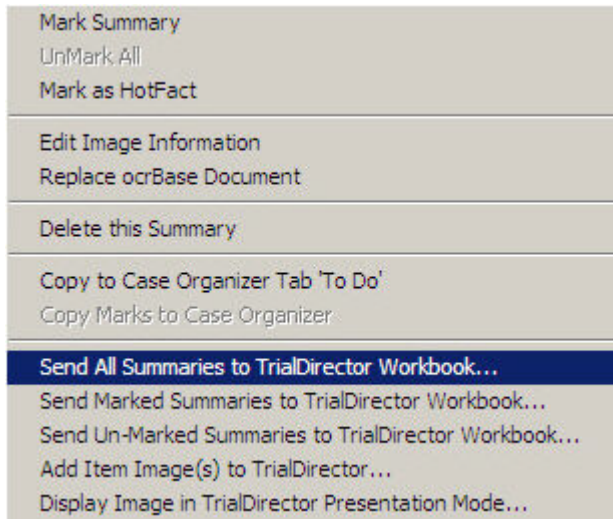 Mark Summary
UnMark All
Mark as HotFact
Edit Image Information
Replace ocrBase Document
Delete this Summary
Copy to Case Organizer Tab 'To Do'
Copy Marks to Case Organizer
Send All Summaries to TrialDirector Workbook...
Send Marked Summaries to TrialDirector Workbook...
Send Un-Marked Summaries to TrialDirector Workbook...
Add Item Image(s) to TrialDirector...
Display Image in TrialDirector Presentation Mode...